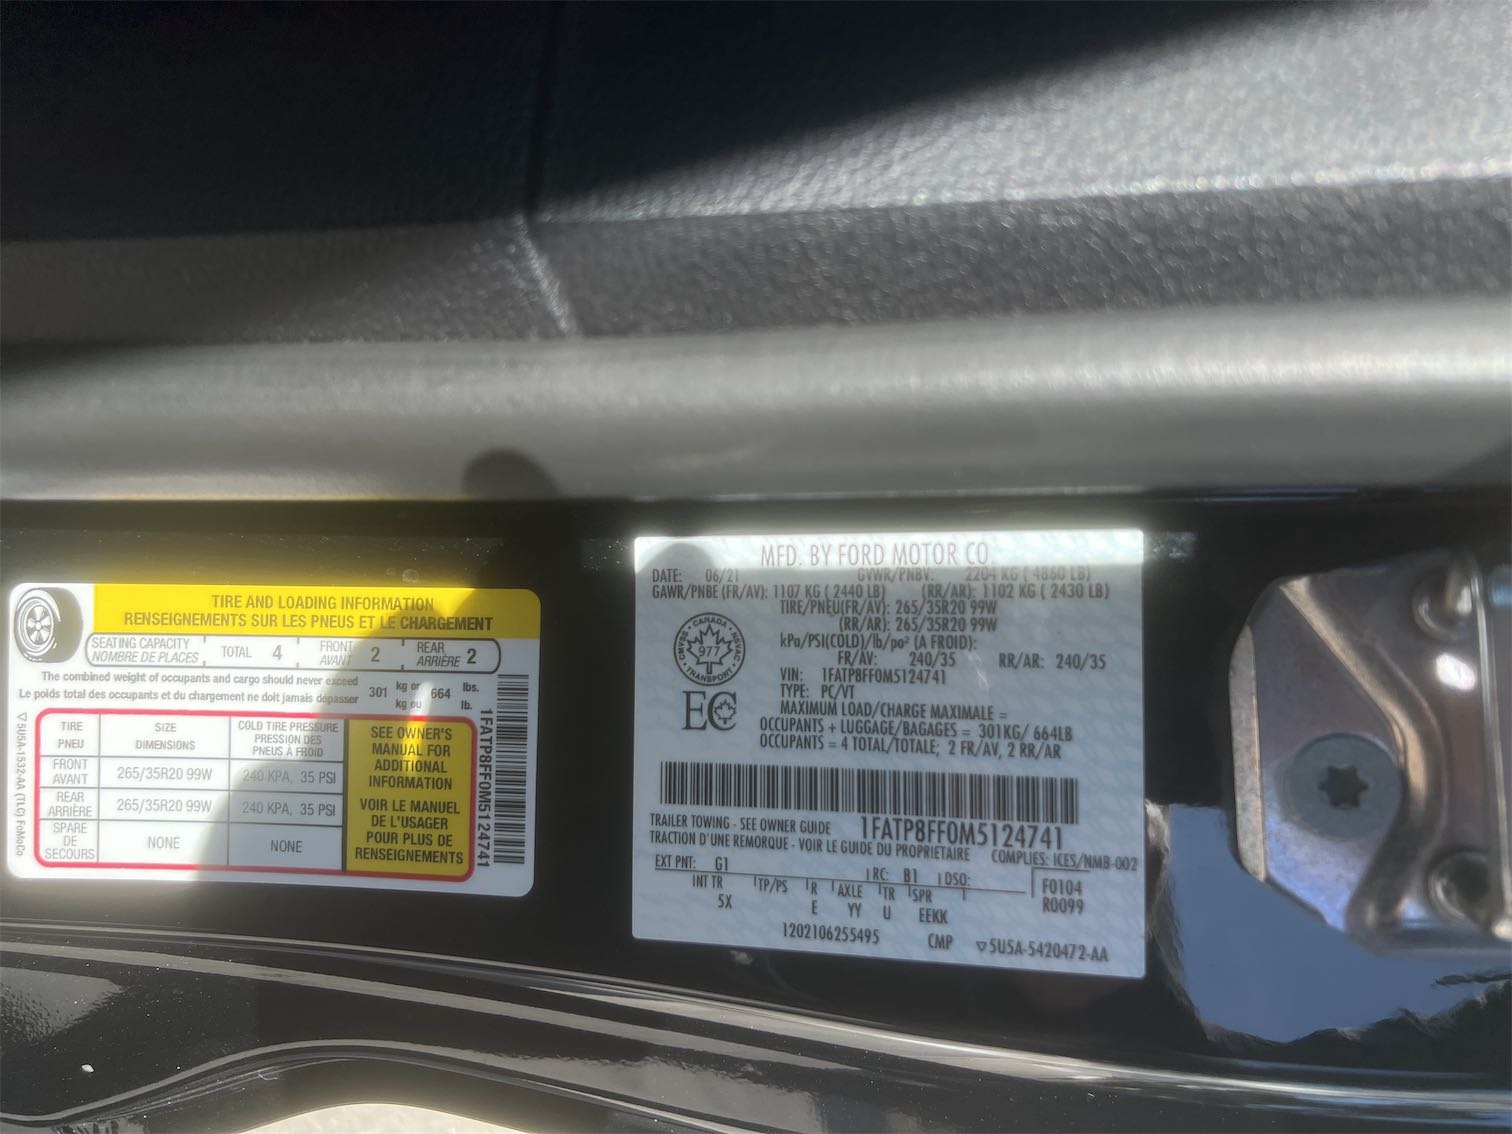 TIRE AND LOADING INFORMATION
RENSEIGNEMENTS SUR LES PNEUS ET LE CHARGEMENT
SEATING CAPACITY
NOMBRE DE PLACES
TOTAL 4
FRONT
AVANT 2
REAR
ARRIÈRE 2
The combined weight of occupants and cargo should never exceed
Le poids total des occupants et du chargement ne doit jamais dépasser
301 kg or 664 lbs.
kg ou lb.
TIRE
PNEU
SIZE
DIMENSIONS
COLD TIRE PRESSURE
PRESSION DES
PNEUS À FROID
FRONT
AVANT
265/35R20 99W
240 KPA, 35 PSI
REAR
ARRIÈRE
265/35R20 99W
240 KPA, 35 PSI
SPARE
DE
SECOURS
NONE
NONE
SEE OWNER'S
MANUAL FOR
ADDITIONAL
INFORMATION
VOIR LE MANUEL
DE L'USAGER
POUR PLUS DE
RENSEIGNEMENTS
▽5U5A-1532-AA (TLC) FoMoCo
1FATP8FF0M5124741
MFD. BY FORD MOTOR CO.
DATE: 06/21 GVWR/PNBV: 2204 KG ( 4860 LB)
GAWR/PNBE (FR/AV): 1107 KG ( 2440 LB) (RR/AR): 1102 KG ( 2430 LB)
TIRE/PNEU(FR/AV): 265/35R20 99W
(RR/AR): 265/35R20 99W
kPa/PSI(COLD)/lb/po² (A FROID):
FR/AV: 240/35 RR/AR: 240/35
VIN: 1FATP8FF0M5124741
TYPE: PC/VT
MAXIMUM LOAD/CHARGE MAXIMALE =
OCCUPANTS + LUGGAGE/BAGAGES = 301KG/ 664LB
OCCUPANTS = 4 TOTAL/TOTALE; 2 FR/AV, 2 RR/AR
CANADA
CMVSS
977
NSVAC
TRANSPORT
EC
TRAILER TOWING - SEE OWNER GUIDE 1FATP8FF0M5124741
TRACTION D'UNE REMORQUE - VOIR LE GUIDE DU PROPRIETAIRE
COMPLIES: ICES/NMB-002
EXT PNT: G1 RC: B1 DSO:
F0104
R0099
INT TR TP/PS R AXLE TR SPR
5X E YY U EEKK
1202106255495 CMP ▽5U5A-5420472-AA